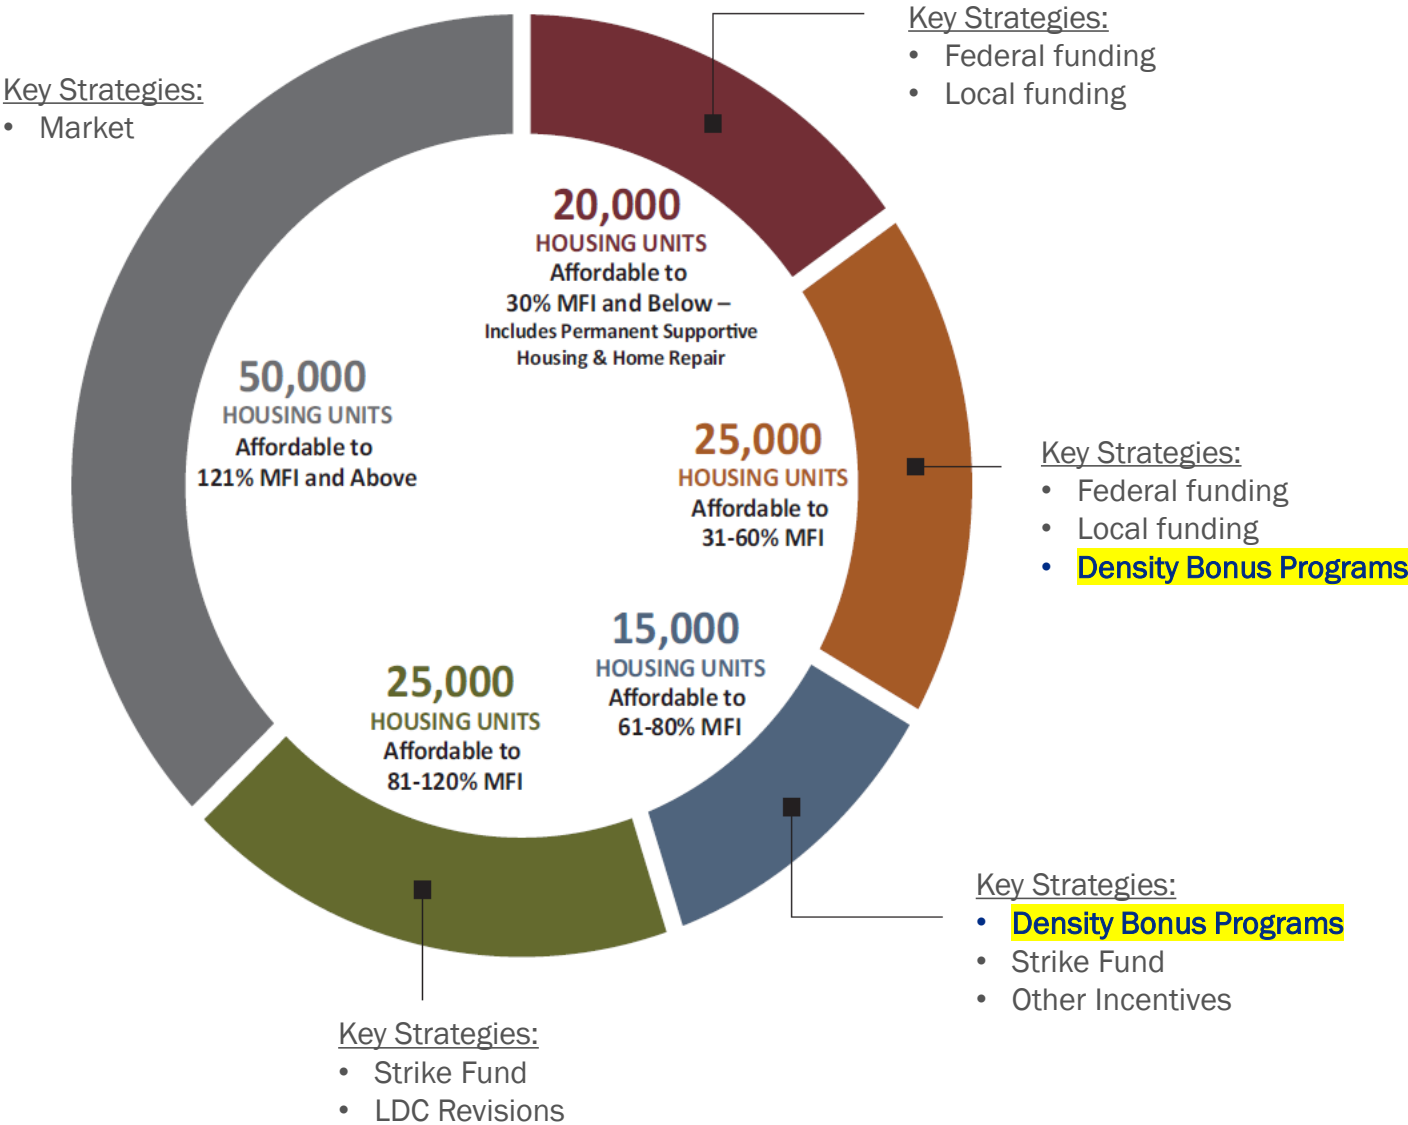 Key Strategies:
• Federal funding
• Local funding
Key Strategies:
• Market
20,000
HOUSING UNITS
Affordable to
30% MFI and Below –
Includes Permanent Supportive
Housing & Home Repair
50,000
HOUSING UNITS
Affordable to
121% MFI and Above
25,000
HOUSING UNITS
Affordable to
31-60% MFI
Key Strategies:
• Federal funding
• Local funding
• Density Bonus Programs
15,000
HOUSING UNITS
Affordable to
61-80% MFI
25,000
HOUSING UNITS
Affordable to
81-120% MFI
Key Strategies:
• Density Bonus Programs
• Strike Fund
• Other Incentives
Key Strategies:
• Strike Fund
• LDC Revisions